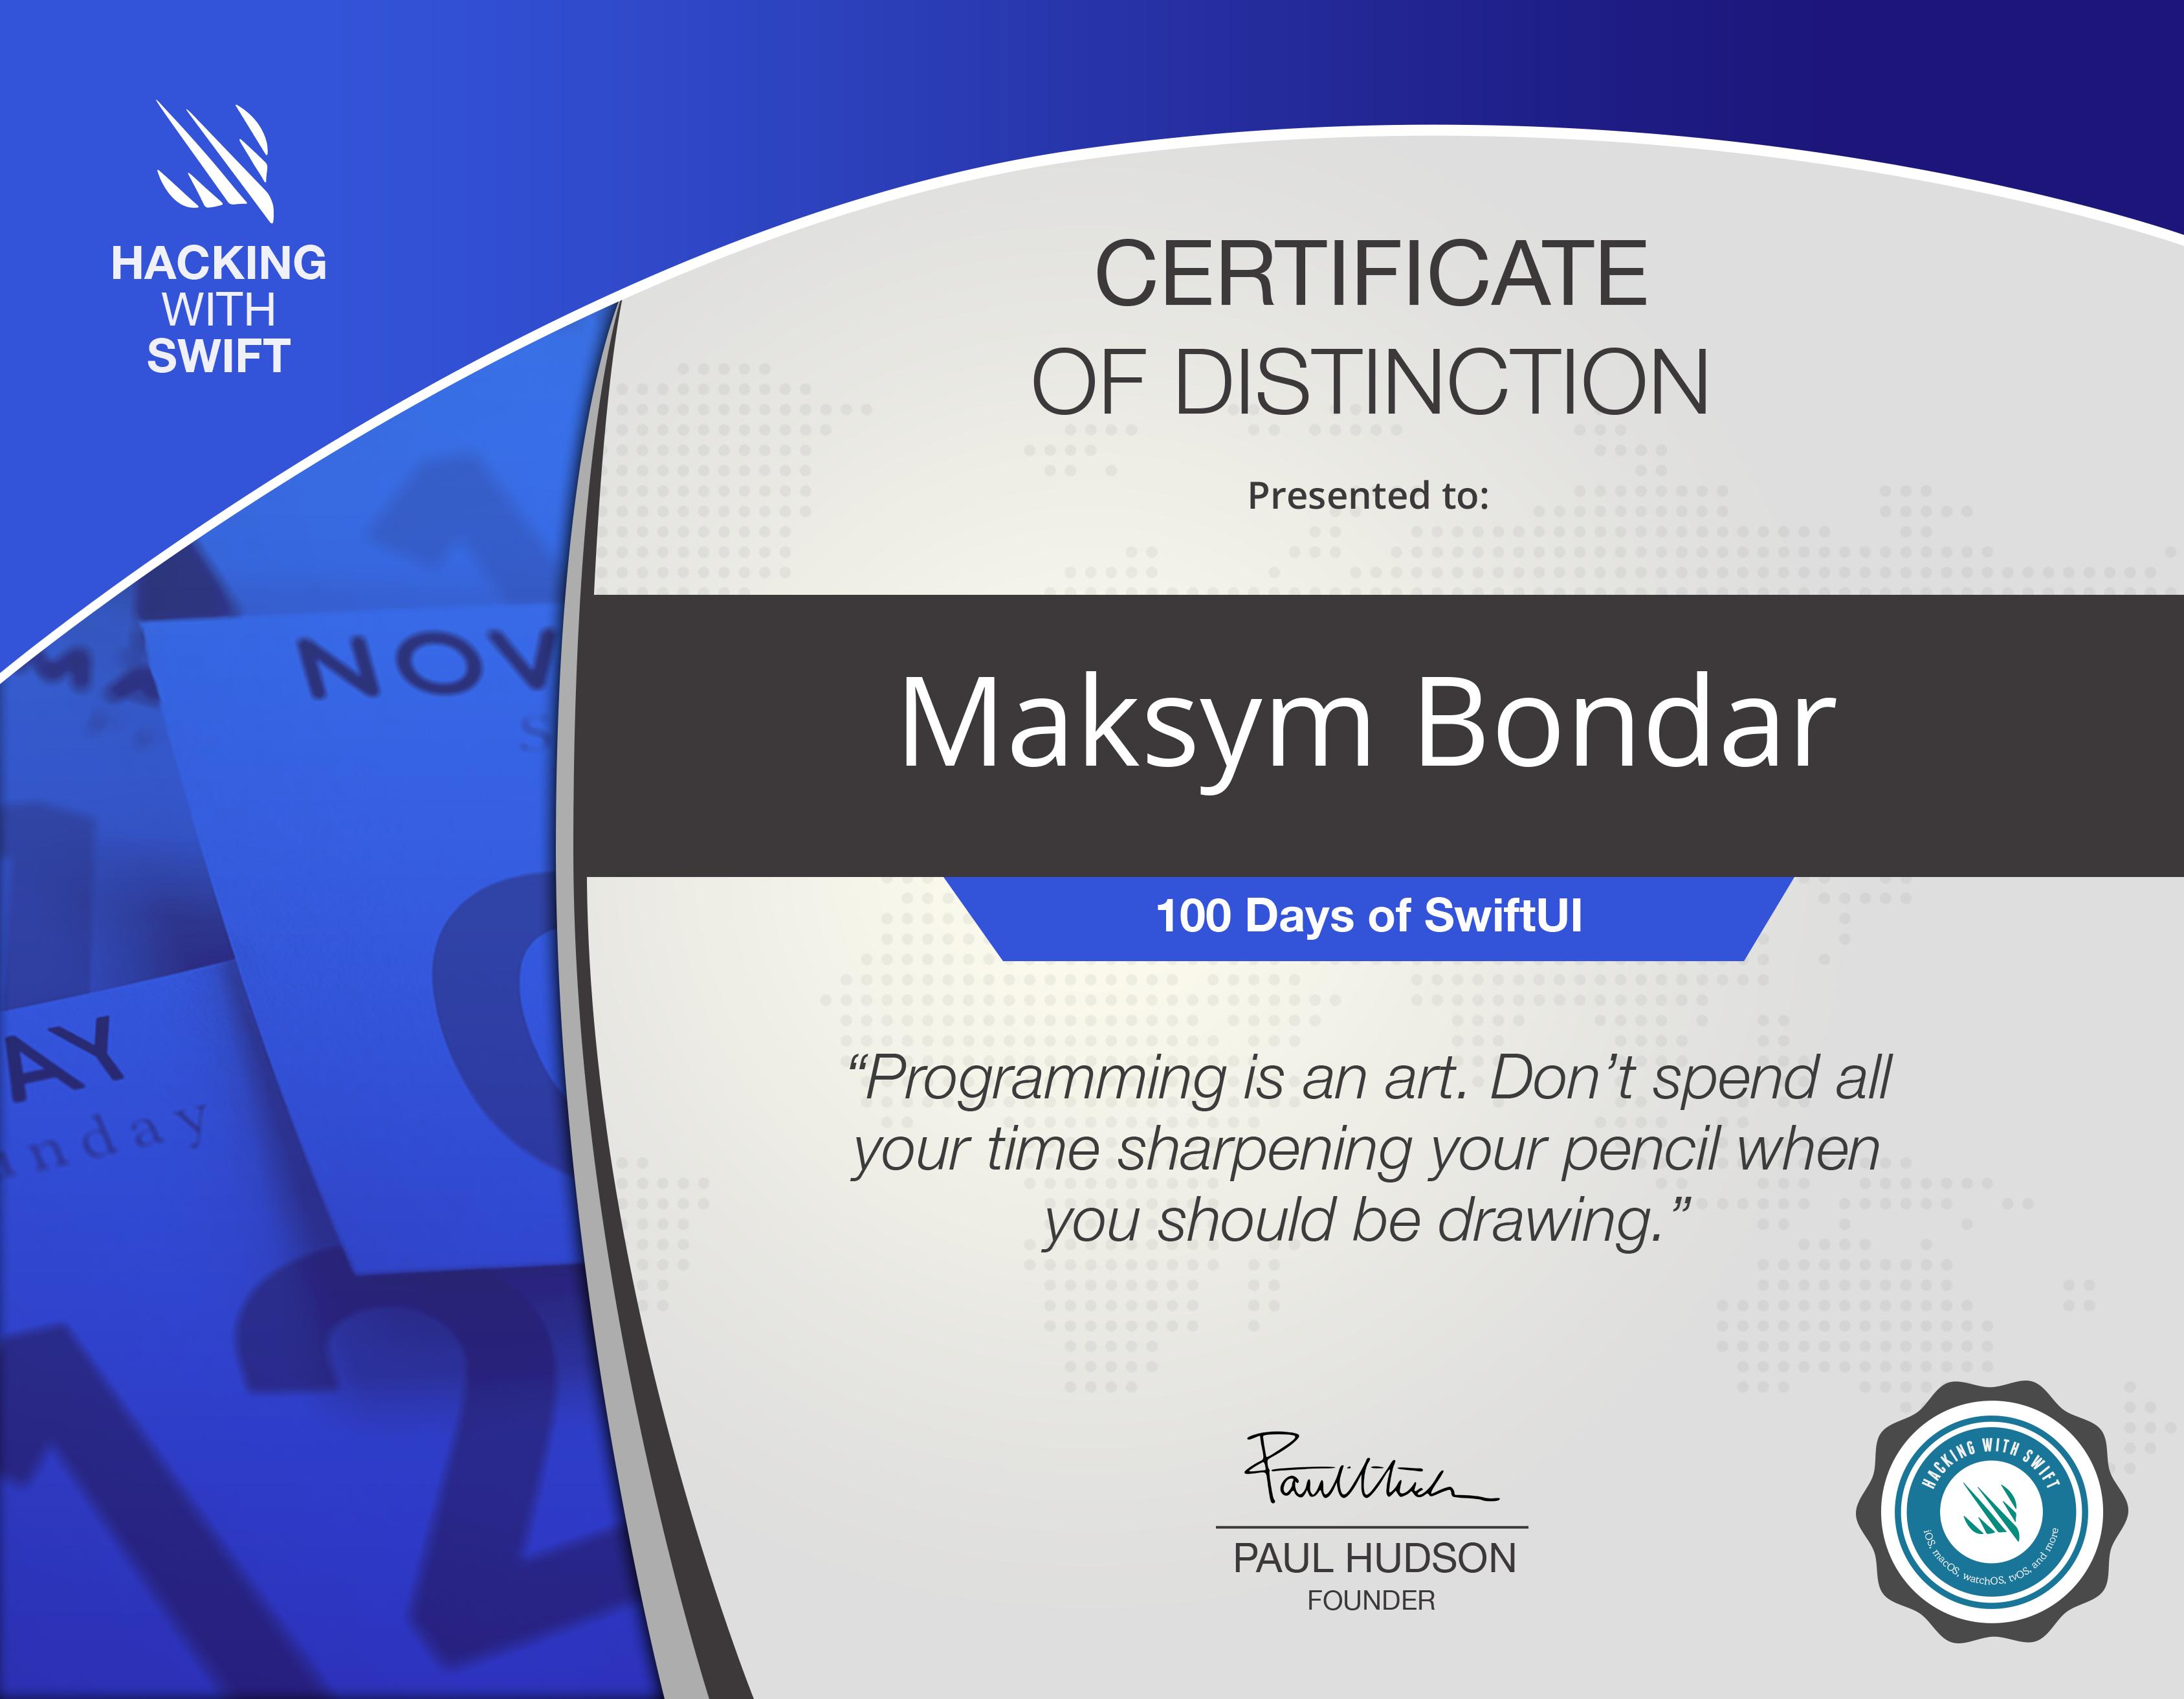 HACKING
WITH
SWIFT
CERTIFICATE
OF DISTINCTION
Presented to:
Maksym Bondar
100 Days of SwiftUI
“Programming is an art. Don’t spend all
your time sharpening your pencil when
you should be drawing.”
NOV
S
AY
nday
2
PAUL HUDSON
FOUNDER
HACKING WITH SWIFT
iOS, macOS, watchOS, tvOS, and more